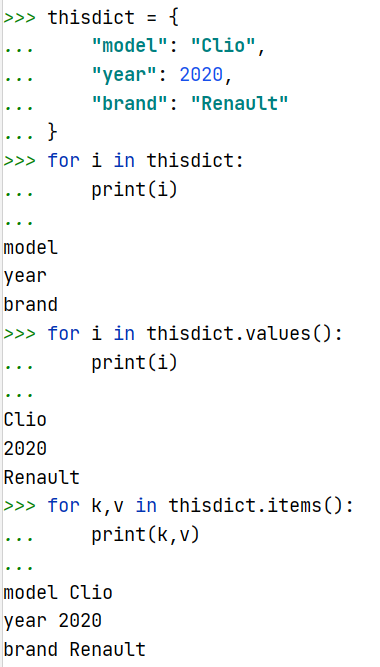 >>> thisdict = {
...     "model": "Clio",
...     "year": 2020,
...     "brand": "Renault"
... }
>>> for i in thisdict:
...     print(i)
...
model
year
brand
>>> for i in thisdict.values():
...     print(i)
...
Clio
2020
Renault
>>> for k,v in thisdict.items():
...     print(k,v)
...
model Clio
year 2020
brand Renault